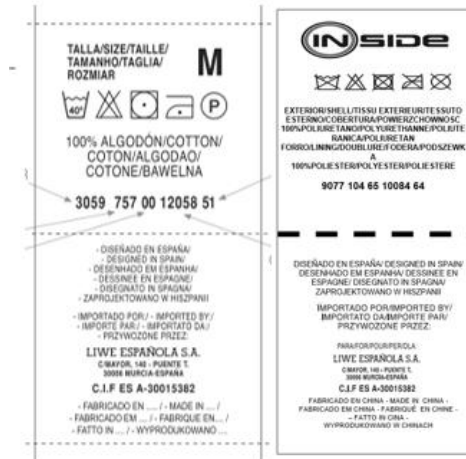 TALLA/SIZE/TAILLE/
TAMANHO/TAGLIA/
ROZMIAR
M
40°
P
100% ALGODÓN/COTTON/
COTON/ALGODAO/
COTONE/BAWELNA
3059 757 00 12058 51
- DISEÑADO EN ESPAÑA/
- DESIGNED IN SPAIN/
- DESENHADO EM ESPANHA/
- DESSINEE EN ESPAGNE/
- DISEGNATO IN SPAGNA/
- ZAPROJEKTOWANO W HISZPANII
- IMPORTADO POR:/ - IMPORTED BY:/
- IMPORTE PAR:/ - IMPORTATO DA:/
- PRZYWOZONE PRZEZ:
LIWE ESPAÑOLA S.A.
C/MAYOR, 140 - PUENTE T.
30006 MURCIA-ESPAÑA
C.I.F ES A-30015382
- FABRICADO EN .... / - MADE IN ... /
- FABRICADO EM ... / - FABRIQUE EN... /
- FATTO IN ... / - WYPRODUKOWANO ...
INSIDE
EXTERIOR/SHELL/TISSU EXTERIEUR/TESSUTO
ESTERNO/COBERTURA/POWIERZCHOWNOSC
100%POLIURETANO/POLYURETHANNE/POLIUTE
RANICA/POLIURETAN
FORRO/LINING/DOUBLURE/FODERA/PODSZEWK
A
100%POLIESTER/POLYESTER/POLIESTERE
9077 104 65 10084 64
DISEÑADO EN ESPAÑA/ DESIGNED IN SPAIN/
DESENHADO EM ESPANHA/ DESSINEE EN
ESPAGNE/ DISEGNATO IN SPAGNA/
ZAPROJEKTOWANO W HISZPANII
IMPORTADO POR/IMPORTED BY/
IMPORTATO DA/IMPORTE PAR/
PRZYWOZONE PRZEZ:
PARA/FOR/POUR/PER/DLA:
LIWE ESPAÑOLA S.A.
C/MAYOR, 140 - PUENTE T.
30006 MURCIA-ESPAÑA
C.I.F ES A-30015382
FABRICADO EN CHINA - MADE IN CHINA -
FABRICADO EM CHINA - FABRIQUÉ EN CHINE -
- FATTO IN CINA -
WYPRODUKOWANO W CHINACH